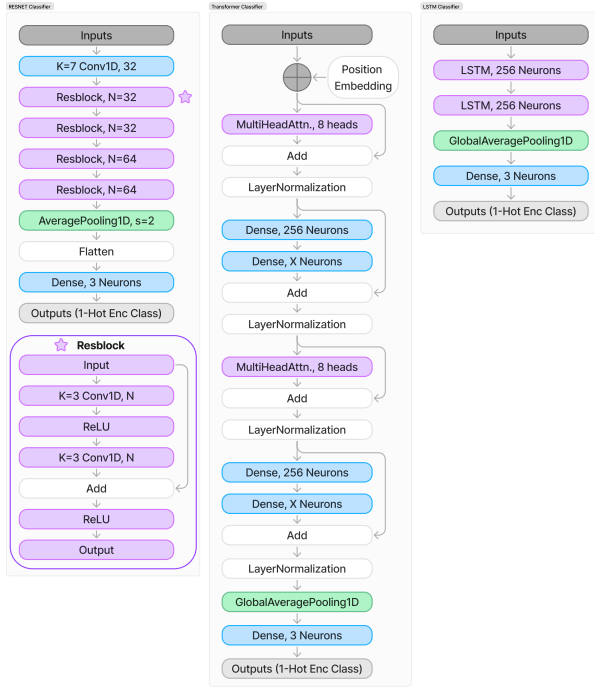 RESNET Classifier
Inputs
K=7 Conv1D, 32
Resblock, N=32
Resblock, N=32
Resblock, N=64
Resblock, N=64
AveragePooling1D, s=2
Flatten
Dense, 3 Neurons
Outputs (1-Hot Enc Class)
Resblock
Input
K=3 Conv1D, N
ReLU
K=3 Conv1D, N
Add
ReLU
Output
Transformer Classifier
Inputs
Position
Embedding
MultiHeadAttn., 8 heads
Add
LayerNormalization
Dense, 256 Neurons
Dense, X Neurons
Add
LayerNormalization
MultiHeadAttn., 8 heads
Add
LayerNormalization
Dense, 256 Neurons
Dense, X Neurons
Add
LayerNormalization
GlobalAveragePooling1D
Dense, 3 Neurons
Outputs (1-Hot Enc Class)
LSTM Classifier
Inputs
LSTM, 256 Neurons
LSTM, 256 Neurons
GlobalAveragePooling1D
Dense, 3 Neurons
Outputs (1-Hot Enc Class)